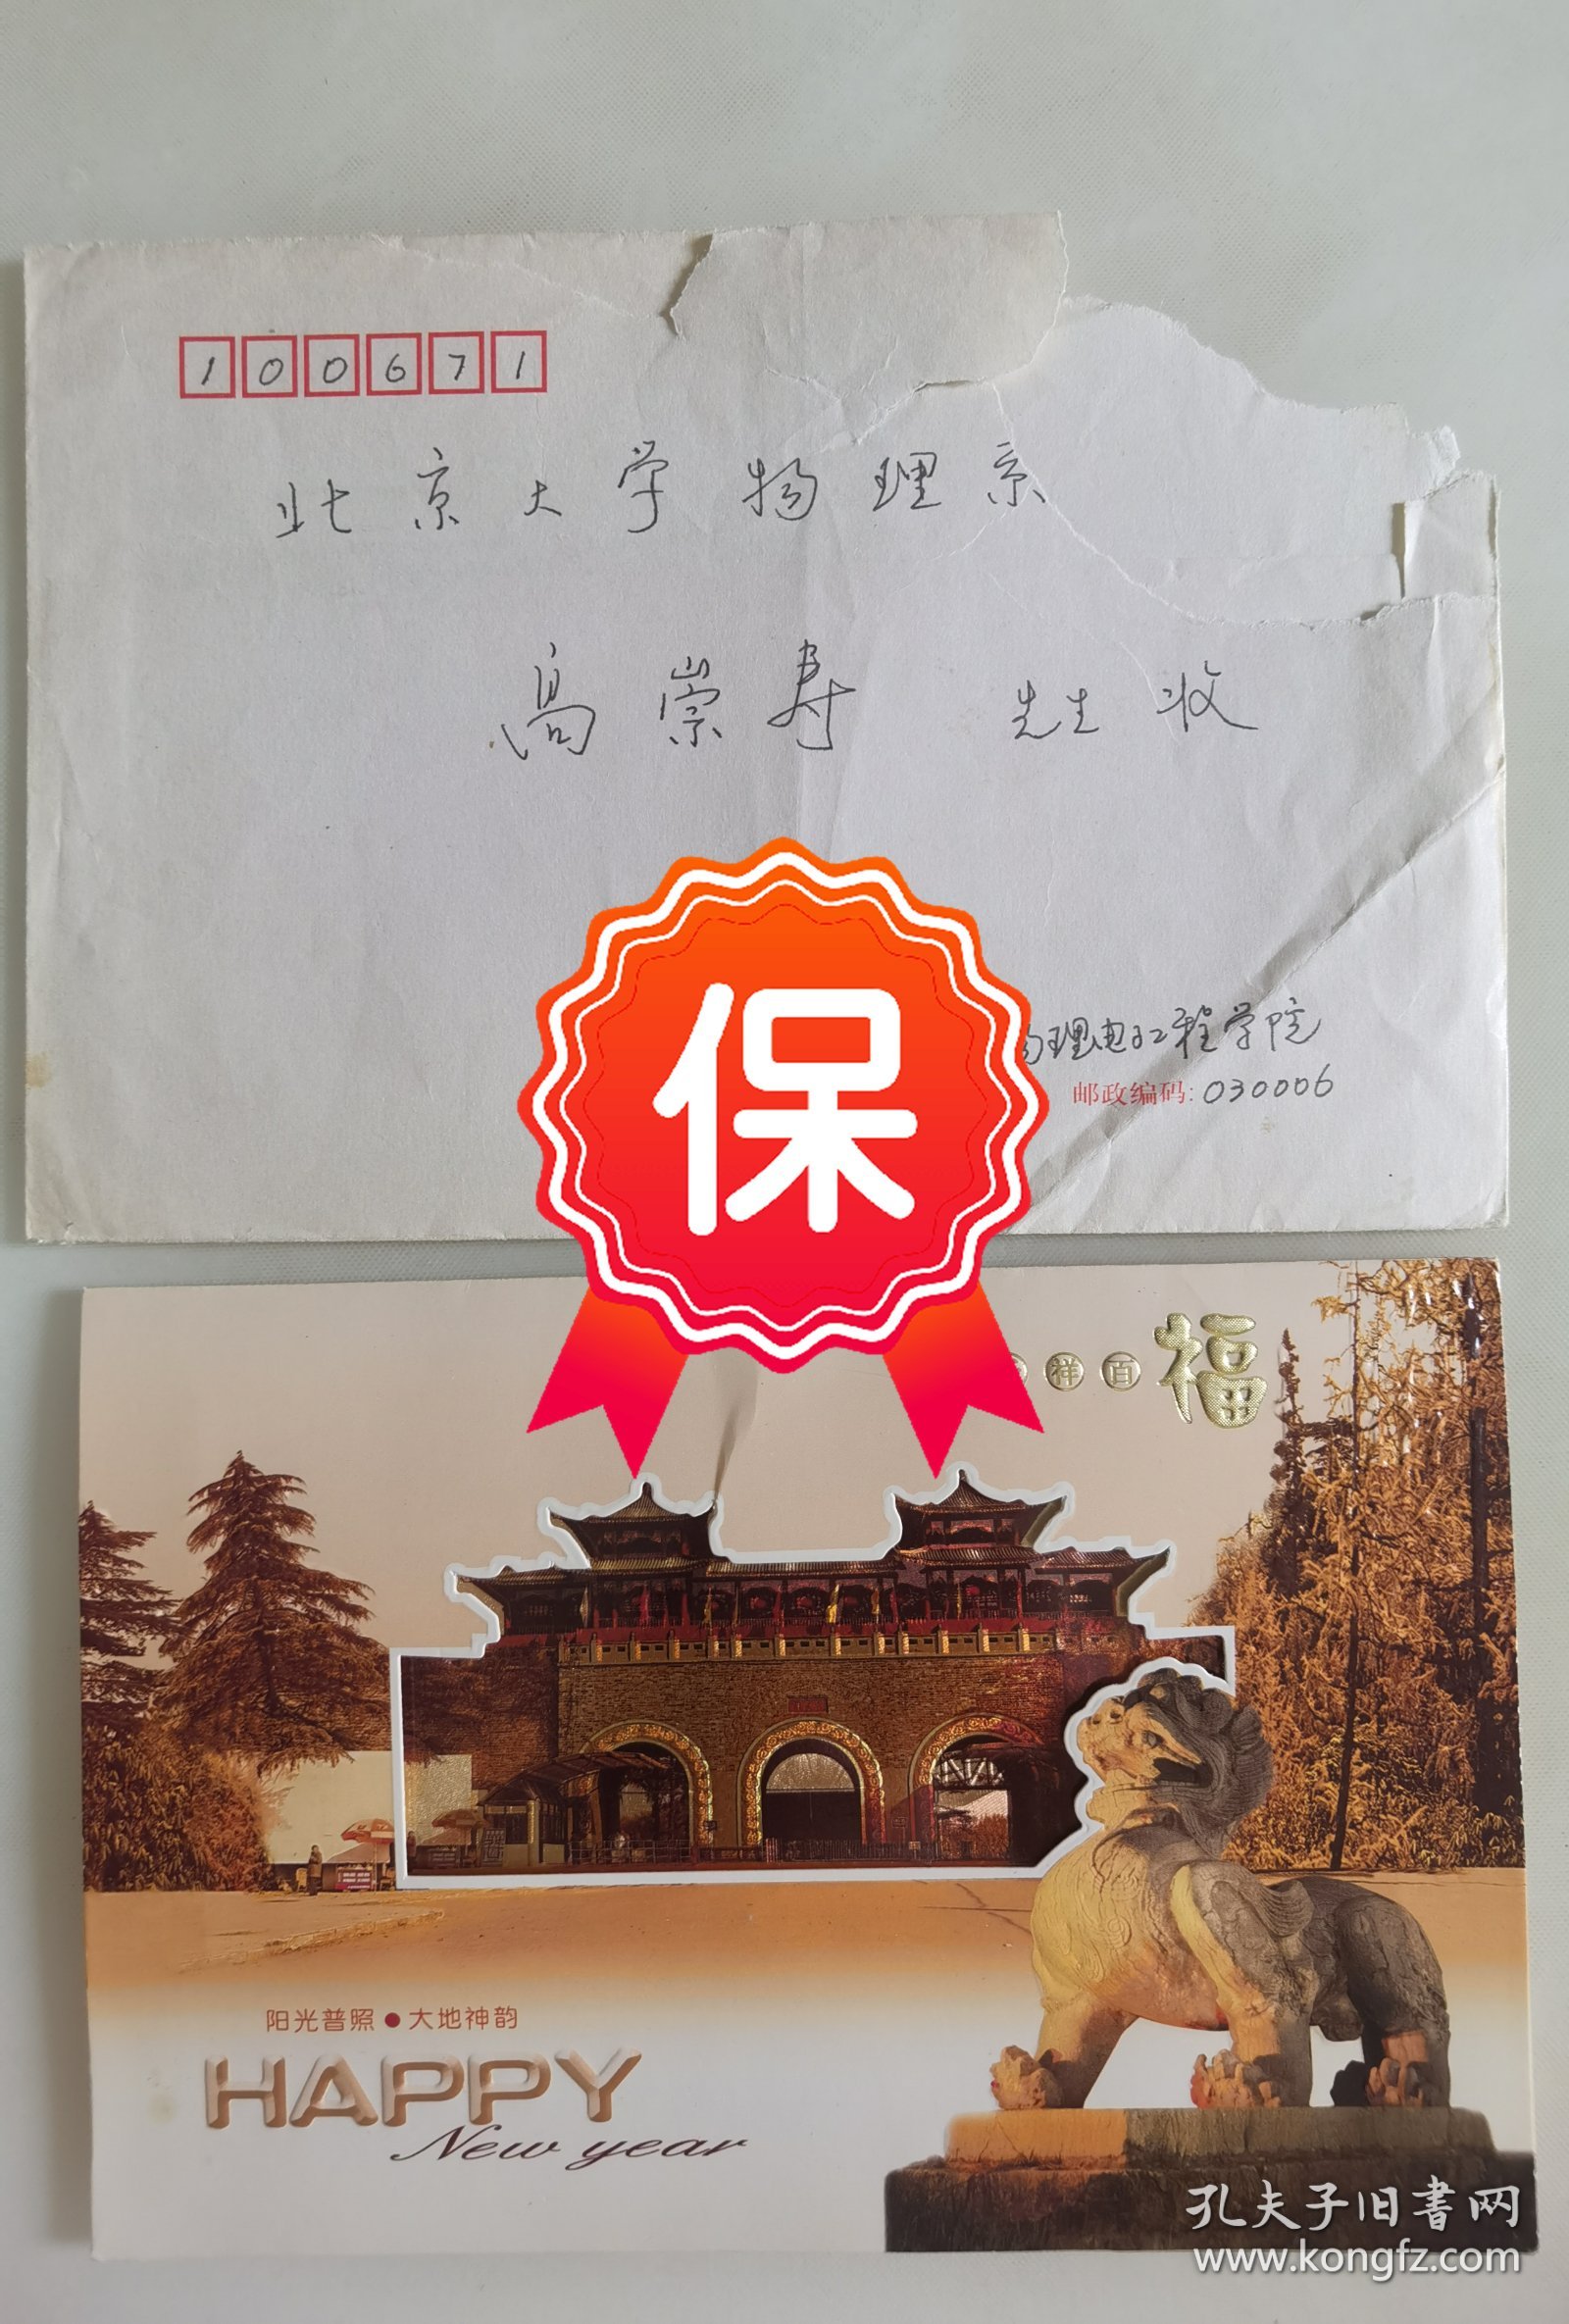 100671
北京大学物理系
高崇寿 先生 收
物理电子工程学院
邮政编码:030006
保
祥百福
阳光普照●大地神韵
HAPPY
New year
孔夫子旧书网
www.kongfz.com